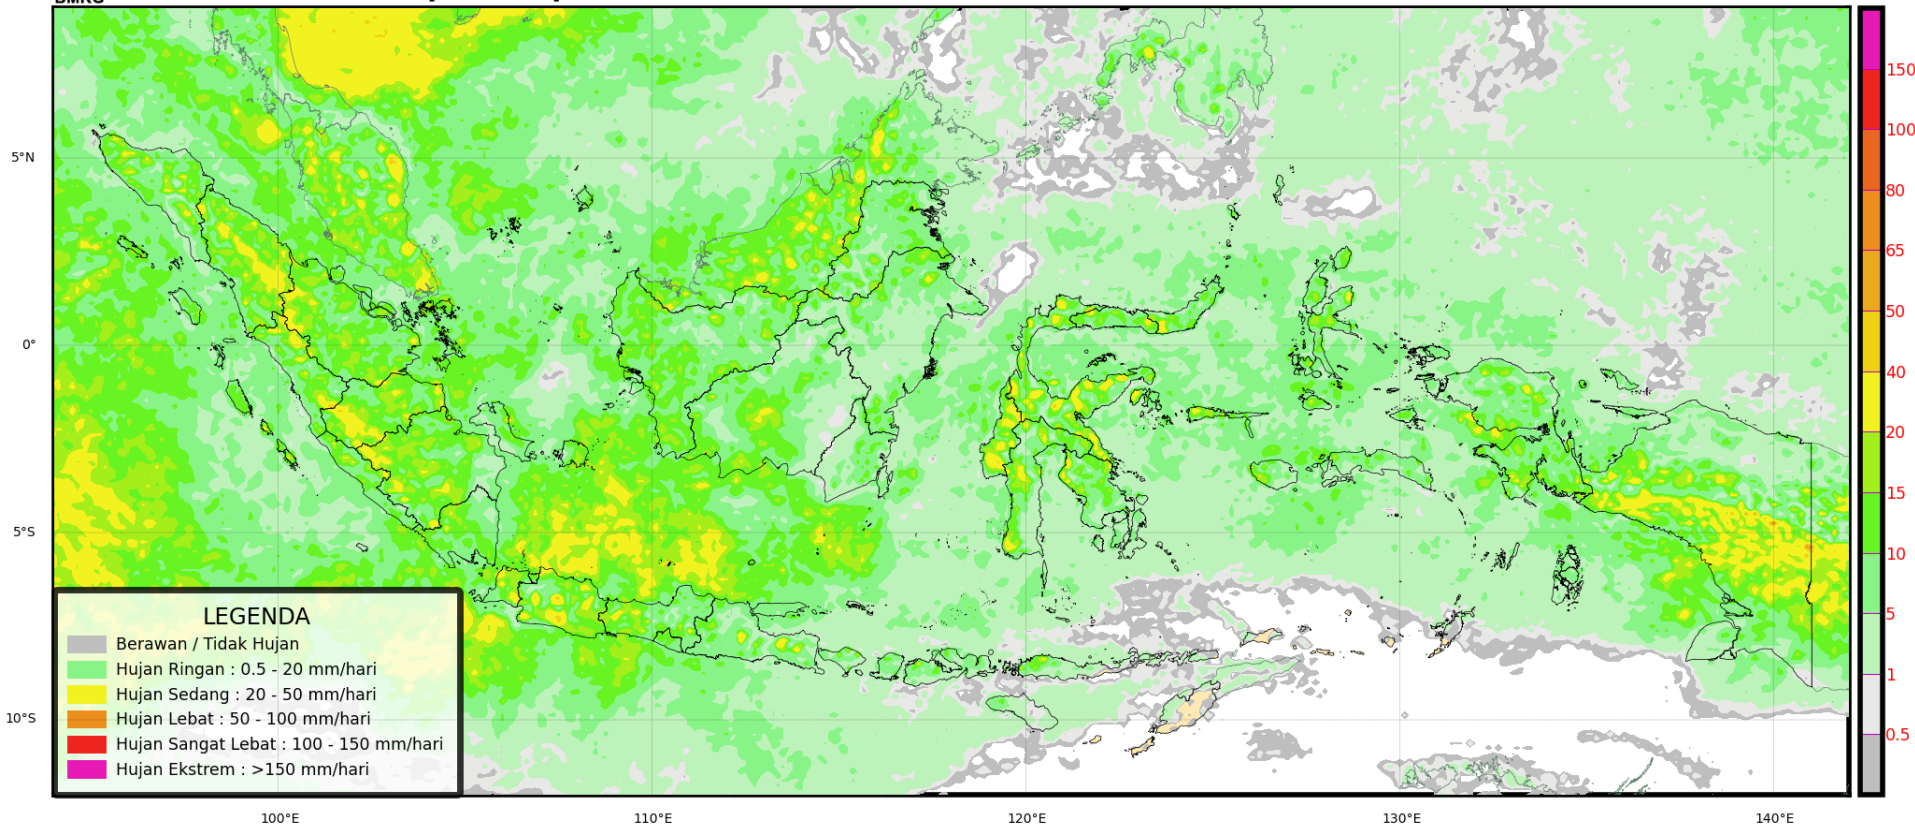 BMKG
5°N
0°
5°S
10°S
100°E
110°E
120°E
130°E
140°E
LEGENDA
Berawan / Tidak Hujan
Hujan Ringan : 0.5 - 20 mm/hari
Hujan Sedang : 20 - 50 mm/hari
Hujan Lebat : 50 - 100 mm/hari
Hujan Sangat Lebat : 100 - 150 mm/hari
Hujan Ekstrem : >150 mm/hari
150
100
80
65
50
40
20
15
10
5
1
0.5